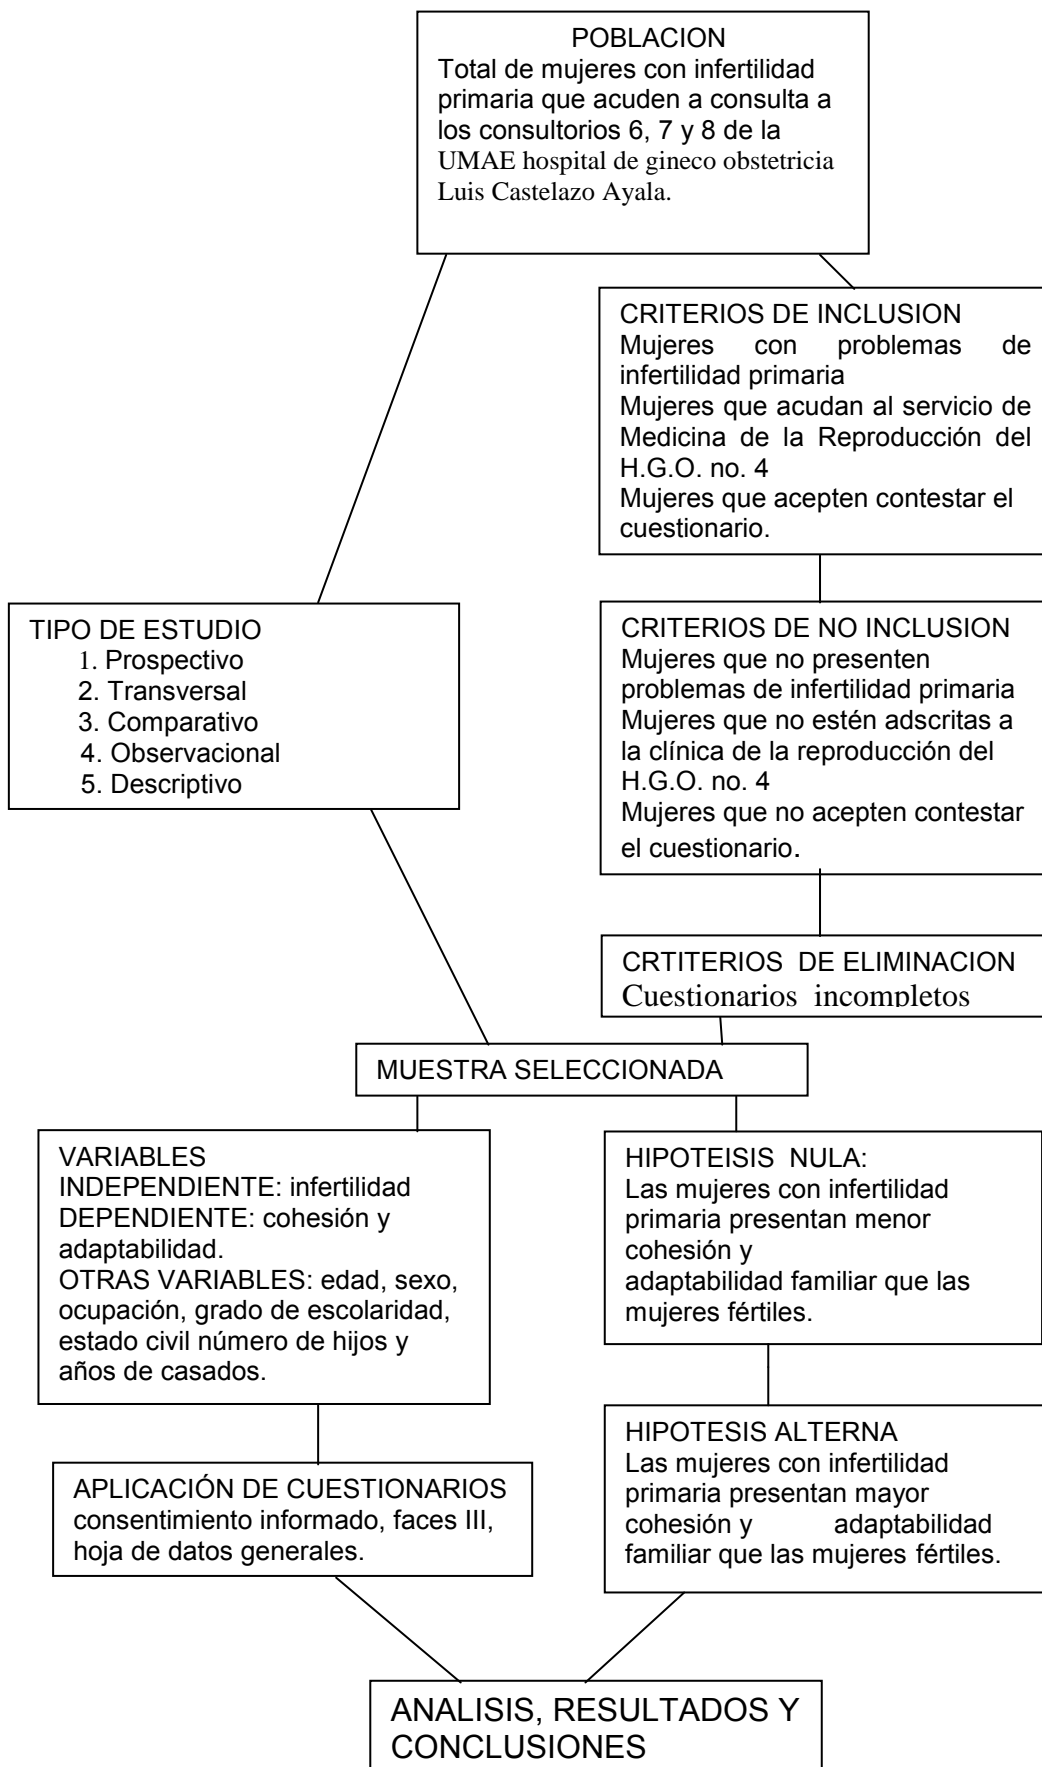 POBLACION
Total de mujeres con infertilidad
primaria que acuden a consulta a
los consultorios 6, 7 y 8 de la
UMAE hospital de gineco obstetricia
Luis Castelazo Ayala.
CRITERIOS DE INCLUSION
Mujeres con problemas de
infertilidad primaria
Mujeres que acudan al servicio de
Medicina de la Reproducción del
H.G.O. no. 4
Mujeres que acepten contestar el
cuestionario.
TIPO DE ESTUDIO
1. Prospectivo
2. Transversal
3. Comparativo
4. Observacional
5. Descriptivo
CRITERIOS DE NO INCLUSION
Mujeres que no presenten
problemas de infertilidad primaria
Mujeres que no estén adscritas a
la clínica de la reproducción del
H.G.O. no. 4
Mujeres que no acepten contestar
el cuestionario.
CRTITERIOS DE ELIMINACION
Cuestionarios incompletos
MUESTRA SELECCIONADA
VARIABLES
INDEPENDIENTE: infertilidad
DEPENDIENTE: cohesión y
adaptabilidad.
OTRAS VARIABLES: edad, sexo,
ocupación, grado de escolaridad,
estado civil número de hijos y
años de casados.
HIPOTEISIS NULA:
Las mujeres con infertilidad
primaria presentan menor
cohesión y
adaptabilidad familiar que las
mujeres fértiles.
APLICACIÓN DE CUESTIONARIOS
consentimiento informado, faces III,
hoja de datos generales.
HIPOTESIS ALTERNA
Las mujeres con infertilidad
primaria presentan mayor
cohesión y adaptabilidad
familiar que las mujeres fértiles.
ANALISIS, RESULTADOS Y
CONCLUSIONES